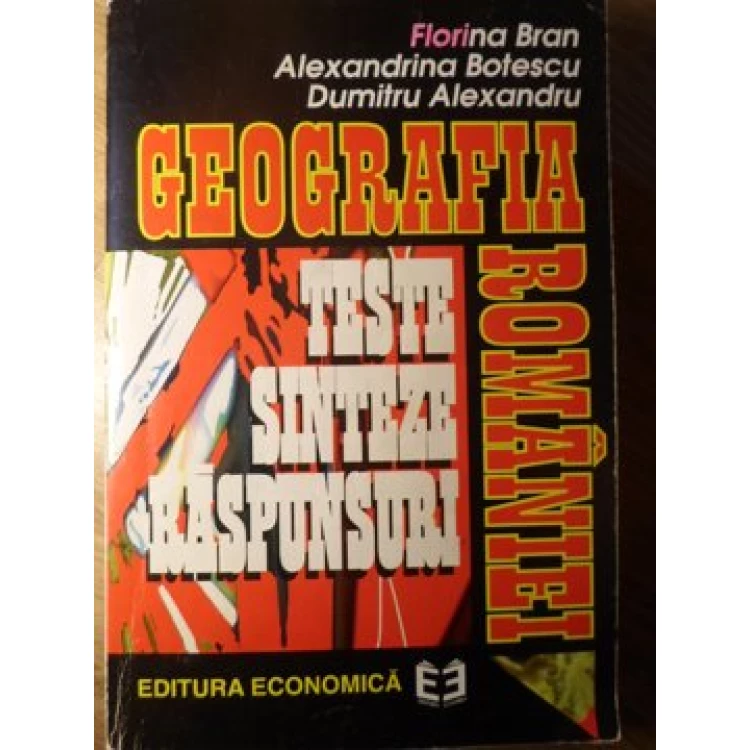 Florina Bran
Alexandrina Botescu
Dumitru Alexandru
GEOGRAFIA
ROMÂNIEI
TESTE
SINTEZE
RĂSPUNSURI
EDITURA ECONOMICĂ